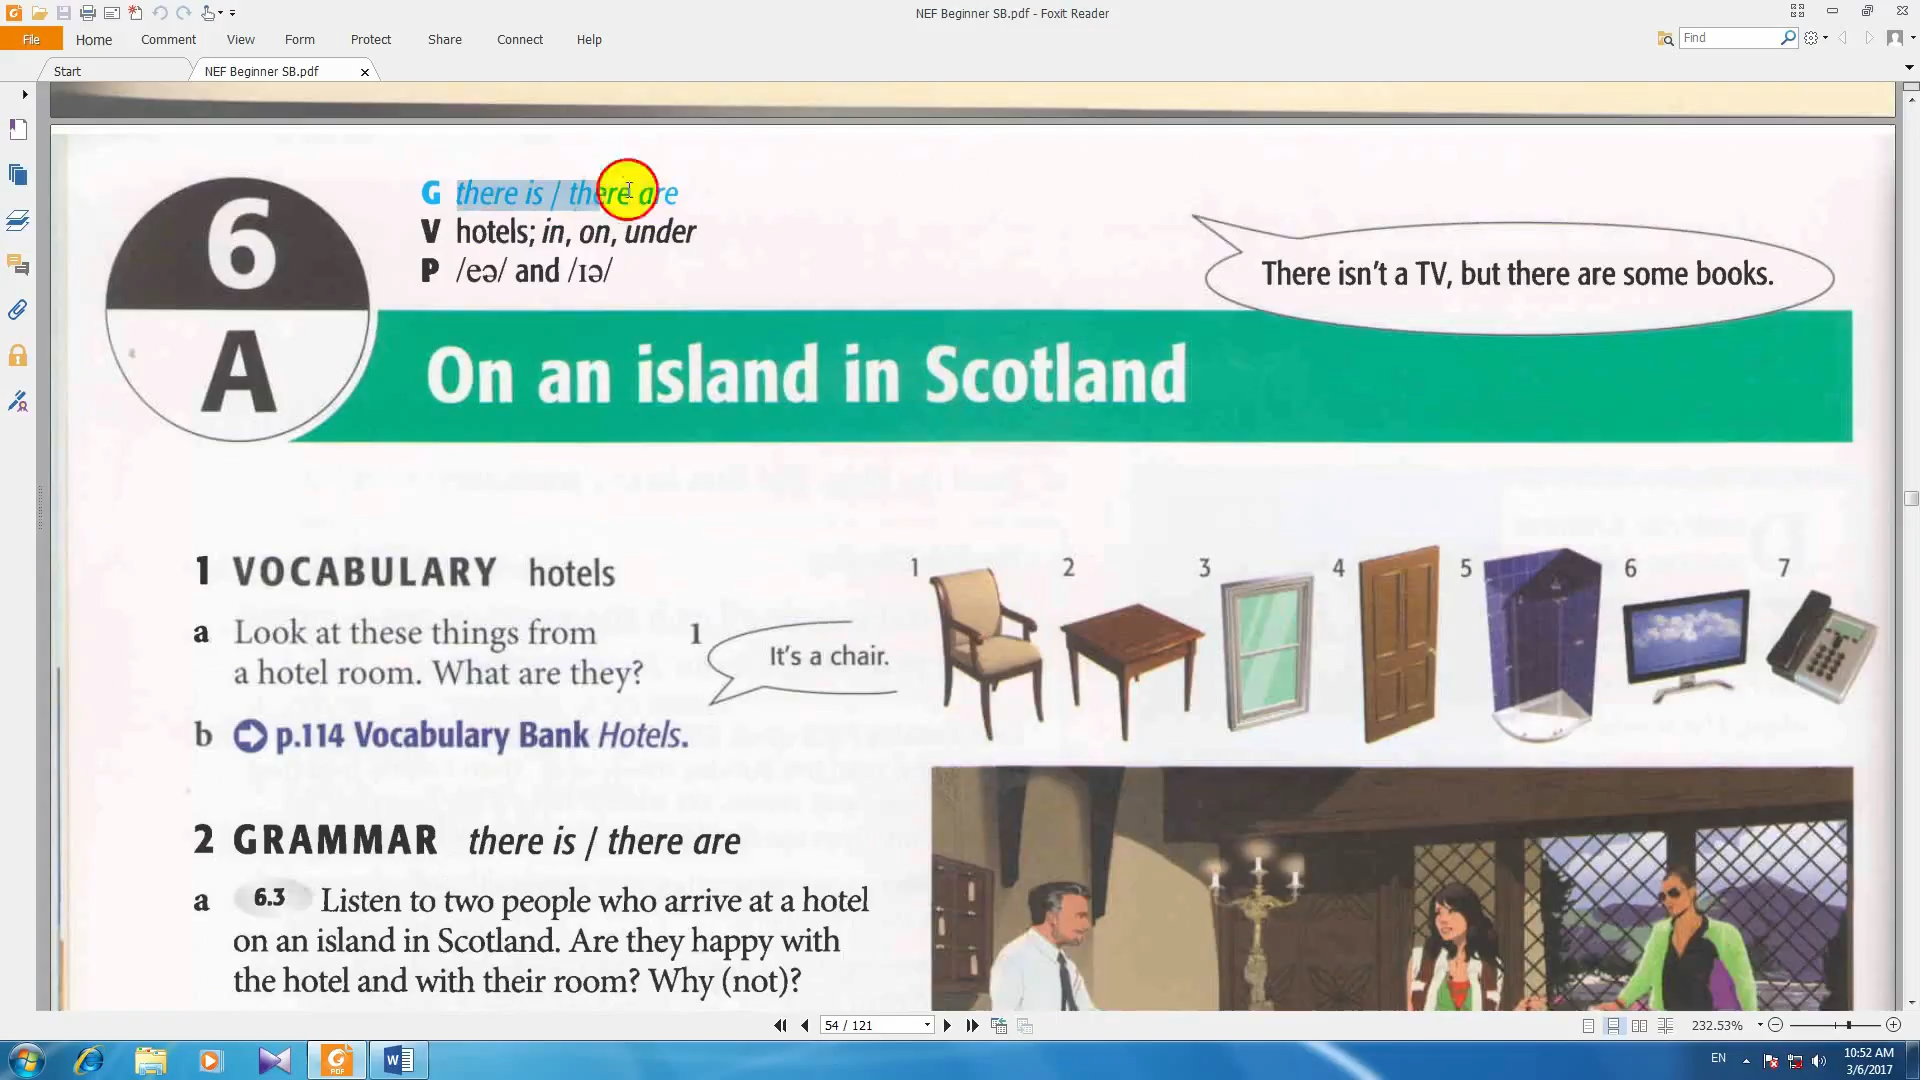 NEF Beginner SB.pdf - Foxit Reader
File Home Comment View Form Protect Share Connect Help
Find
Start NEF Beginner SB.pdf
6
A
G there is / there are
V hotels; in, on, under
P /eə/ and /ɪə/
There isn't a TV, but there are some books.
On an island in Scotland
1 VOCABULARY hotels
a Look at these things from
a hotel room. What are they?
1 It's a chair.
b p.114 Vocabulary Bank Hotels.
1 2 3 4 5 6 7
2 GRAMMAR there is / there are
a 6.3 Listen to two people who arrive at a hotel
on an island in Scotland. Are they happy with
the hotel and with their room? Why (not)?
54 / 121
232.53%
EN
10:52 AM
3/6/2017